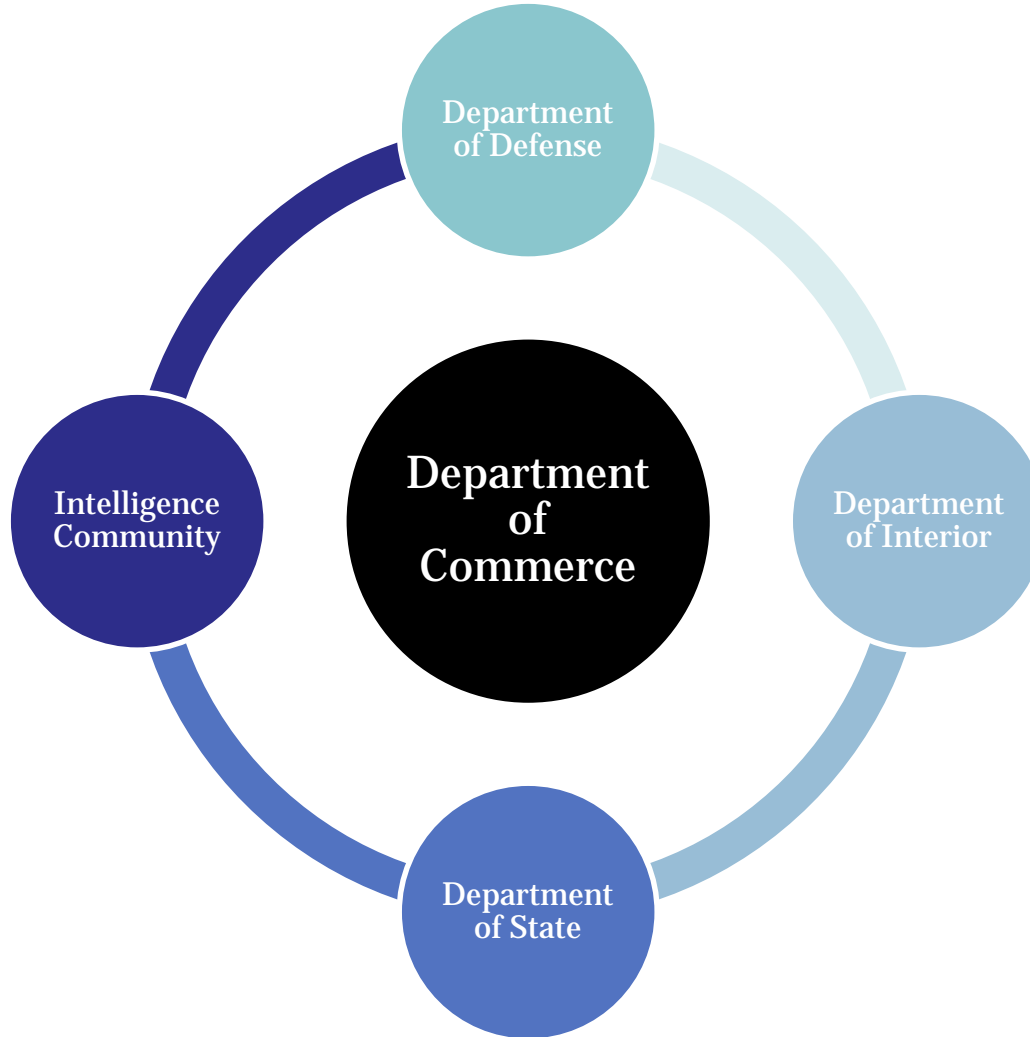 Department
of Defense
Intelligence
Community
Department
of
Commerce
Department
of Interior
Department
of State